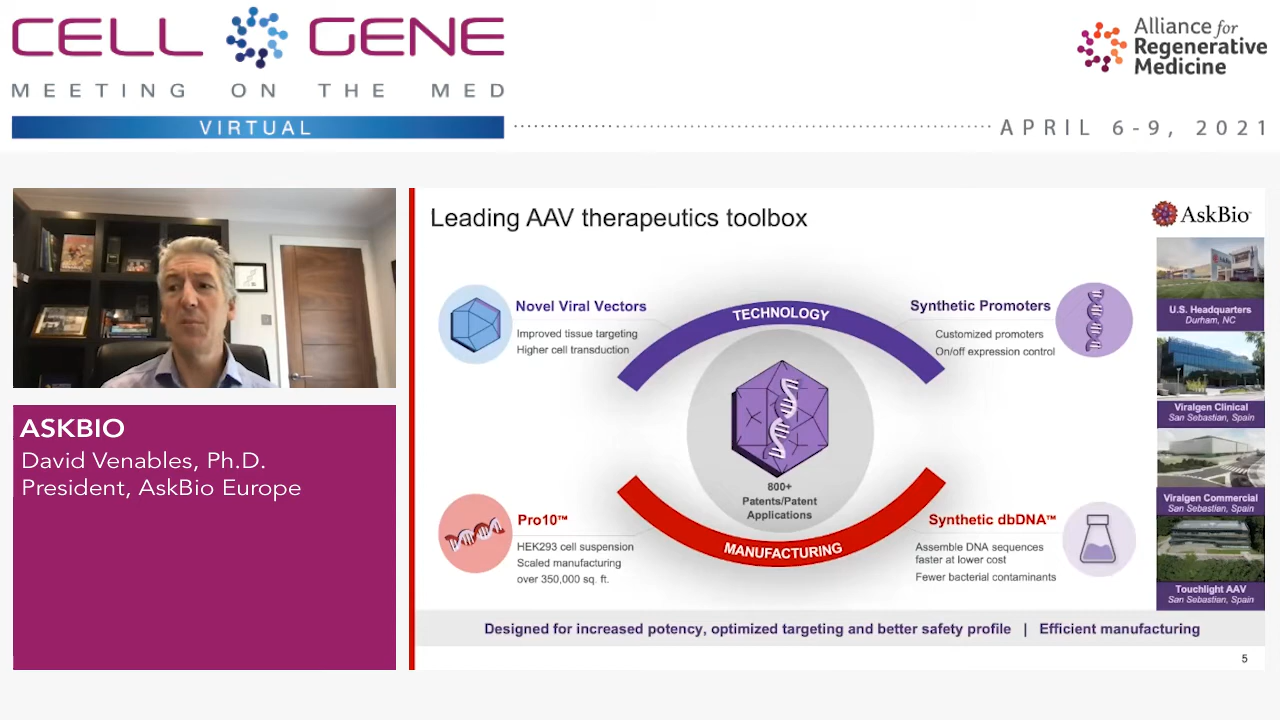 CELL GENE
MEETING ON THE MED
VIRTUAL
APRIL 6-9, 2021
Alliance for
Regenerative
Medicine
ASKBIO
David Venables, Ph.D.
President, AskBio Europe
Leading AAV therapeutics toolbox
AskBio
Novel Viral Vectors
Improved tissue targeting
Higher cell transduction
TECHNOLOGY
Synthetic Promoters
Customized promoters
On/off expression control
800+
Patents/Patent
Applications
Pro10™
HEK293 cell suspension
Scaled manufacturing
over 350,000 sq. ft.
MANUFACTURING
Synthetic dbDNA™
Assemble DNA sequences
faster at lower cost
Fewer bacterial contaminants
U.S. Headquarters
Durham, NC
Viralgen Clinical
San Sebastian, Spain
Viralgen Commercial
San Sebastian, Spain
Touchlight AAV
San Sebastian, Spain
Designed for increased potency, optimized targeting and better safety profile | Efficient manufacturing
5